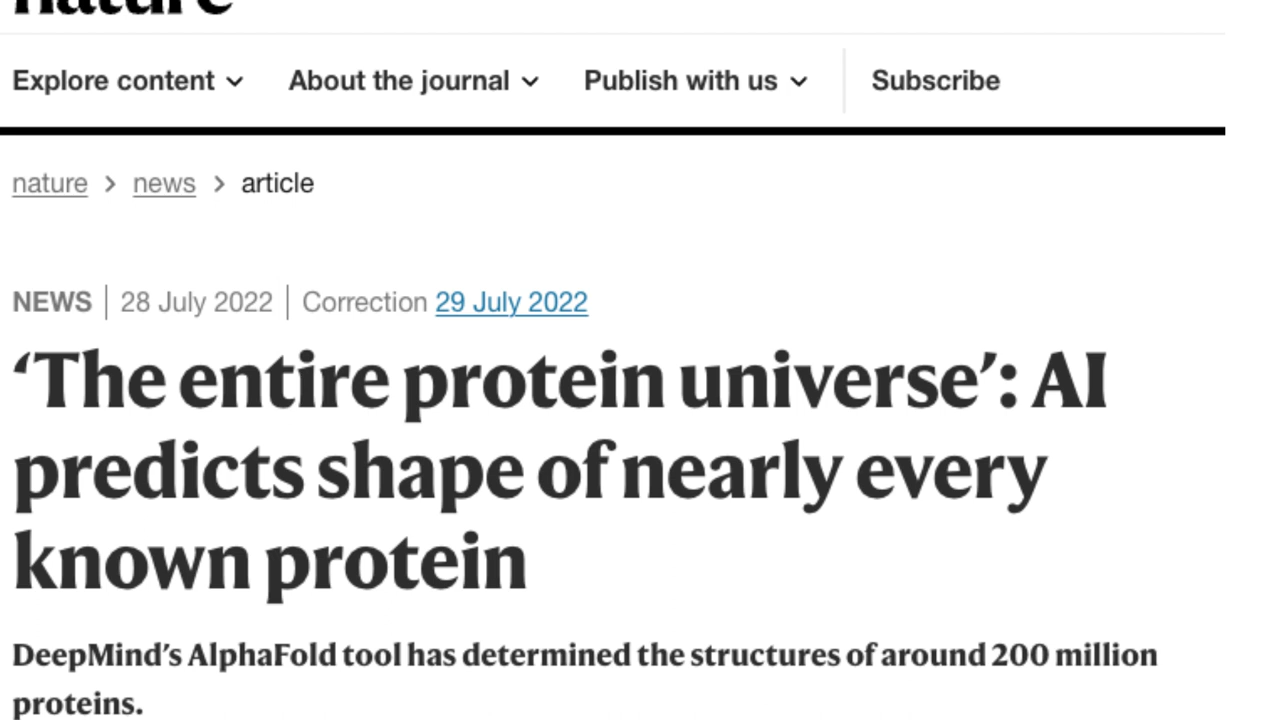 nature
Explore content
About the journal
Publish with us
Subscribe
nature > news > article
NEWS | 28 July 2022 | Correction 29 July 2022
‘The entire protein universe’: AI
predicts shape of nearly every
known protein
DeepMind’s AlphaFold tool has determined the structures of around 200 million
proteins.